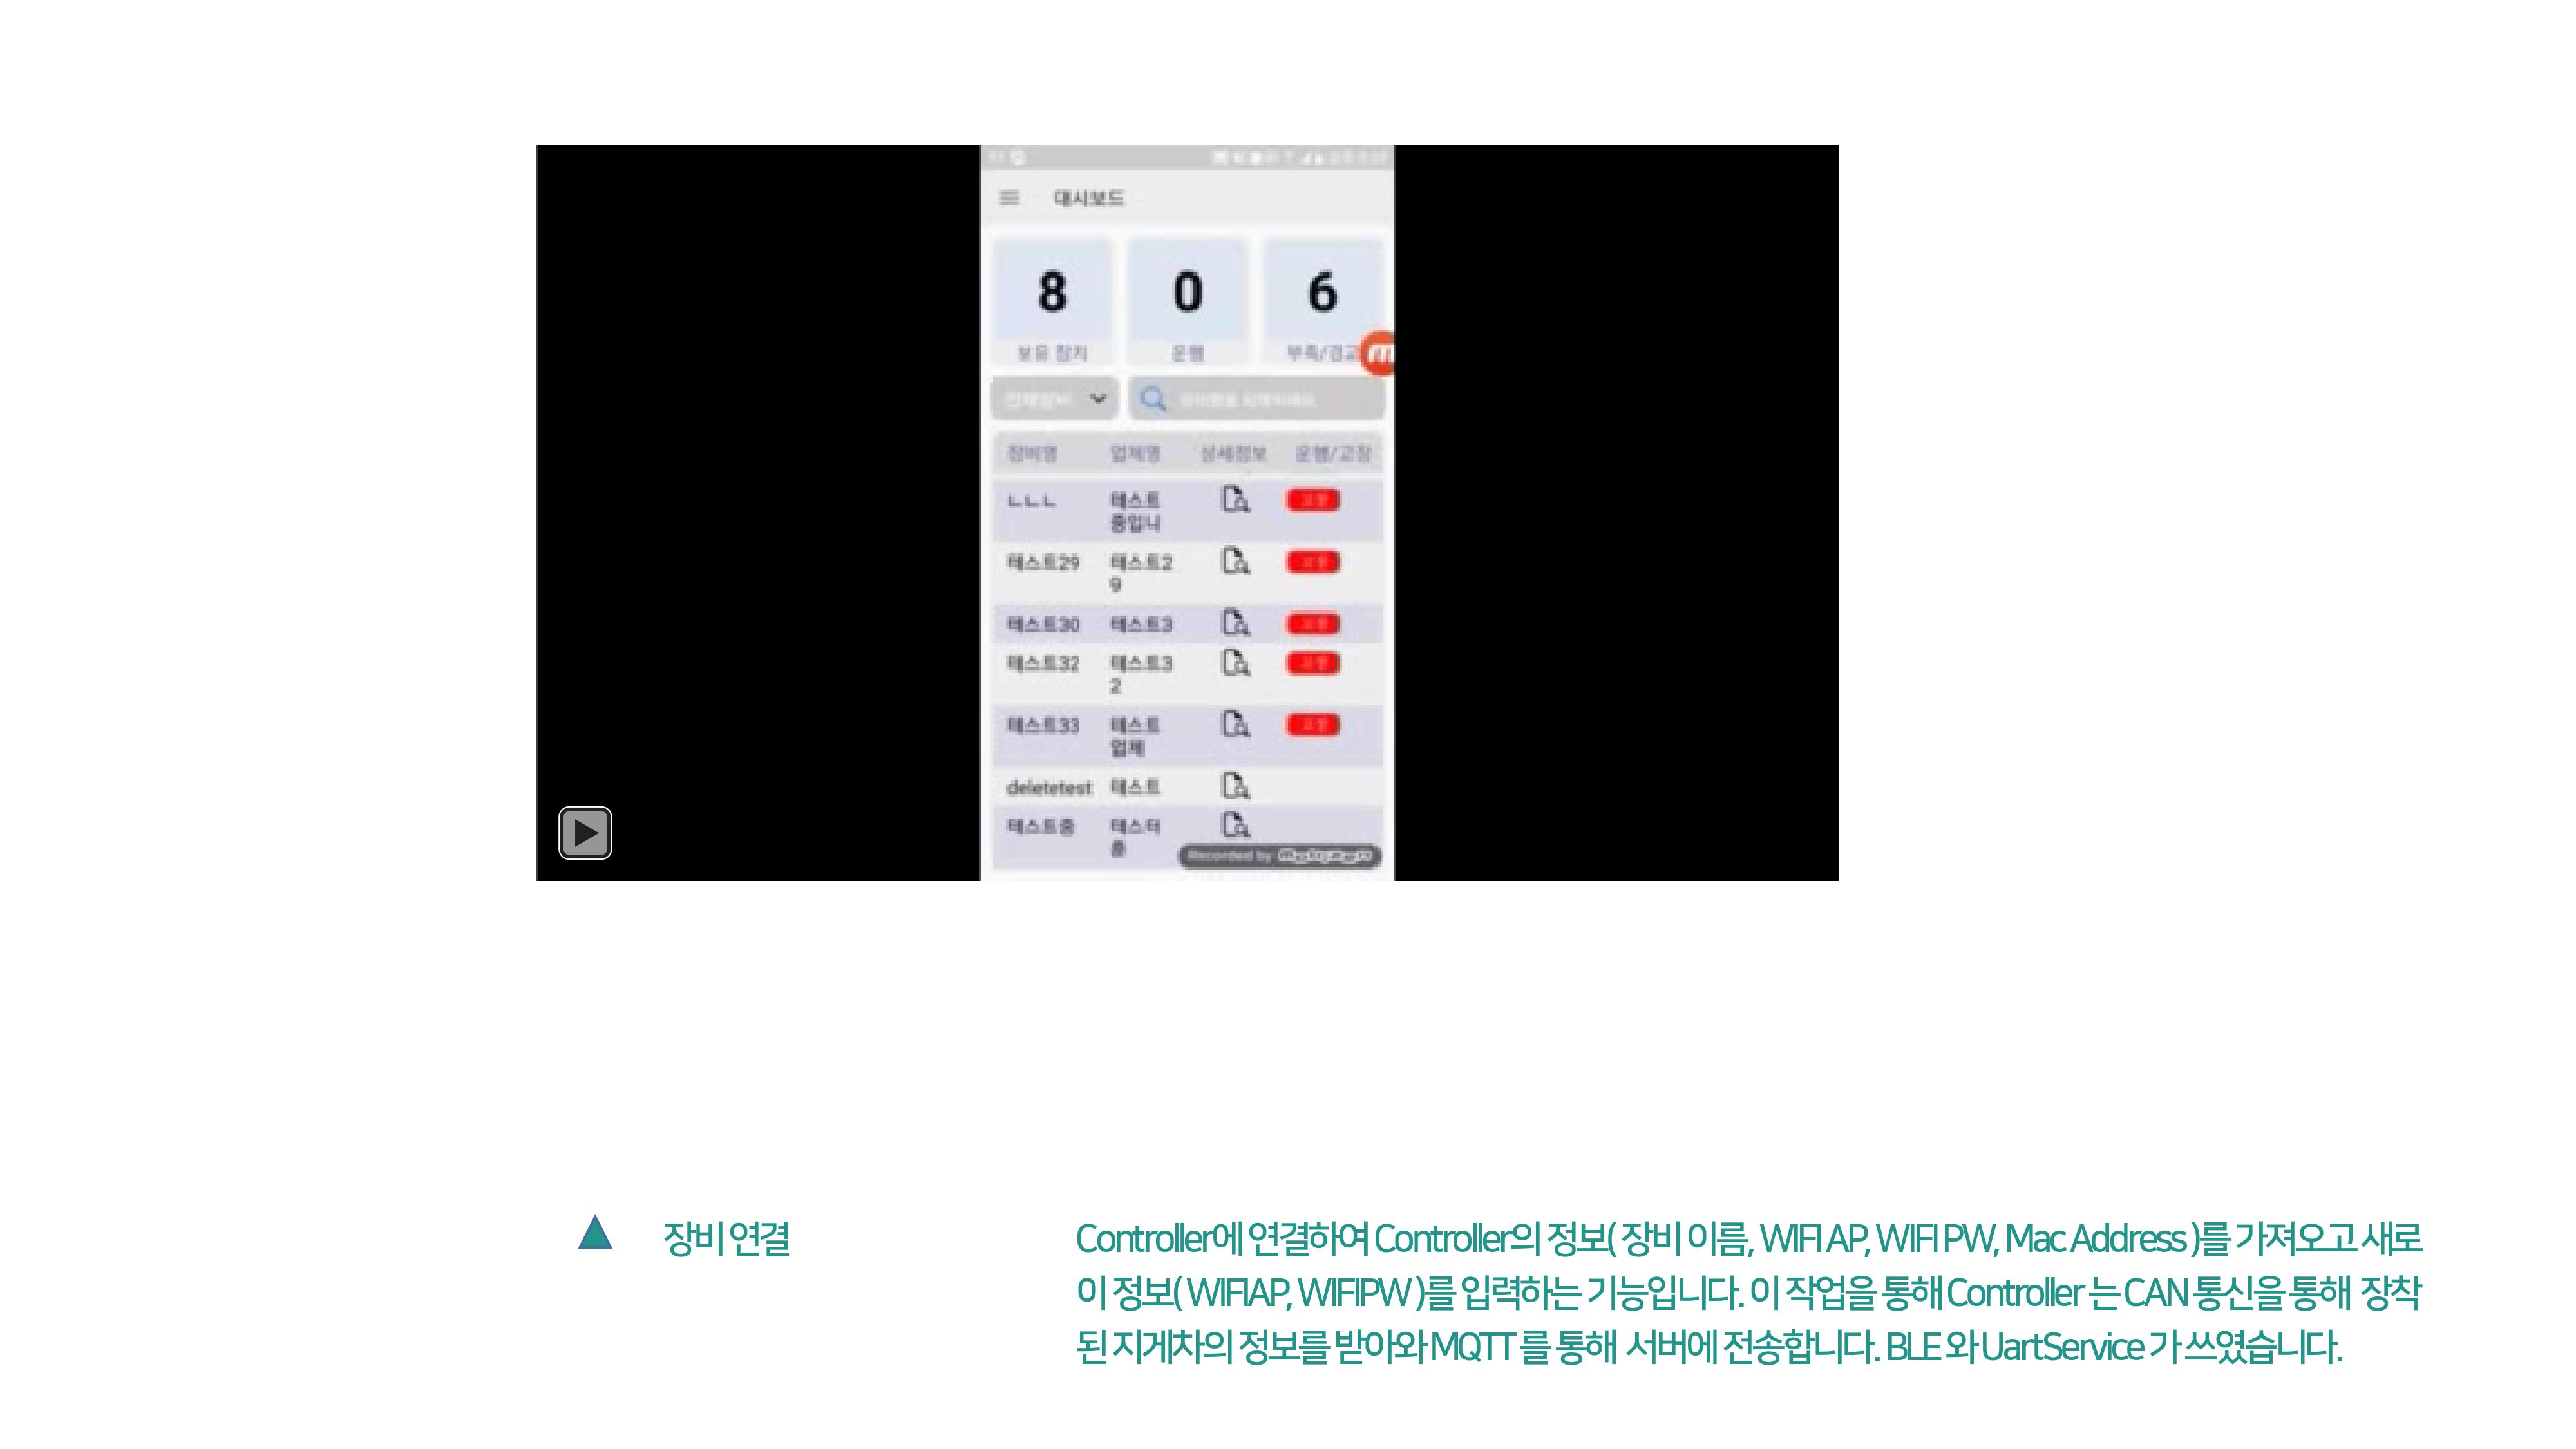 대시보드
8
0
6
보유 장치
운행
부족/경고
장비명 업체명 상세정보 운행/고장
ㄴㄴㄴ 테스트
중입니
테스트29 테스트2
9
테스트30 테스트3
테스트32 테스트3
2
테스트33 테스트
업체
deletetest 테스트
테스트중 테스터
훈
Recorded by
장비 연결
Controller에 연결하여 Controller의 정보( 장비 이름, WIFI AP, WIFI PW, Mac Address )를 가져오고 새로
이 정보( WIFIAP, WIFIPW )를 입력하는 기능입니다. 이 작업을 통해 Controller 는 CAN 통신을 통해 장착
된 지게차의 정보를 받아와 MQTT 를 통해 서버에 전송합니다. BLE 와 UartService 가 쓰였습니다.